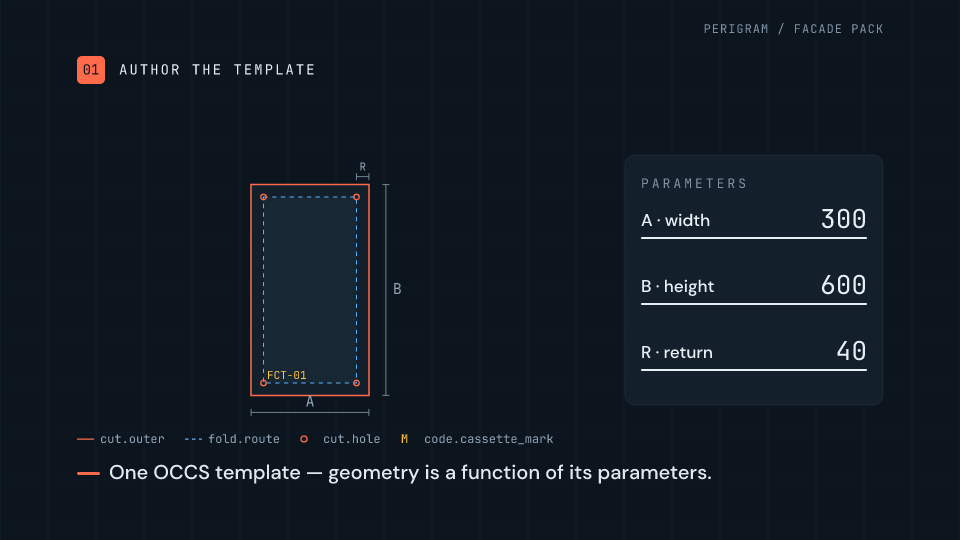 PERIGRAM / FACADE PACK
01 AUTHOR THE TEMPLATE
R
B
FCT-01
A
PARAMETERS
A · width 300
B · height 600
R · return 40
cut.outer fold.route cut.hole M code.cassette_mark
One OCCS template — geometry is a function of its parameters.